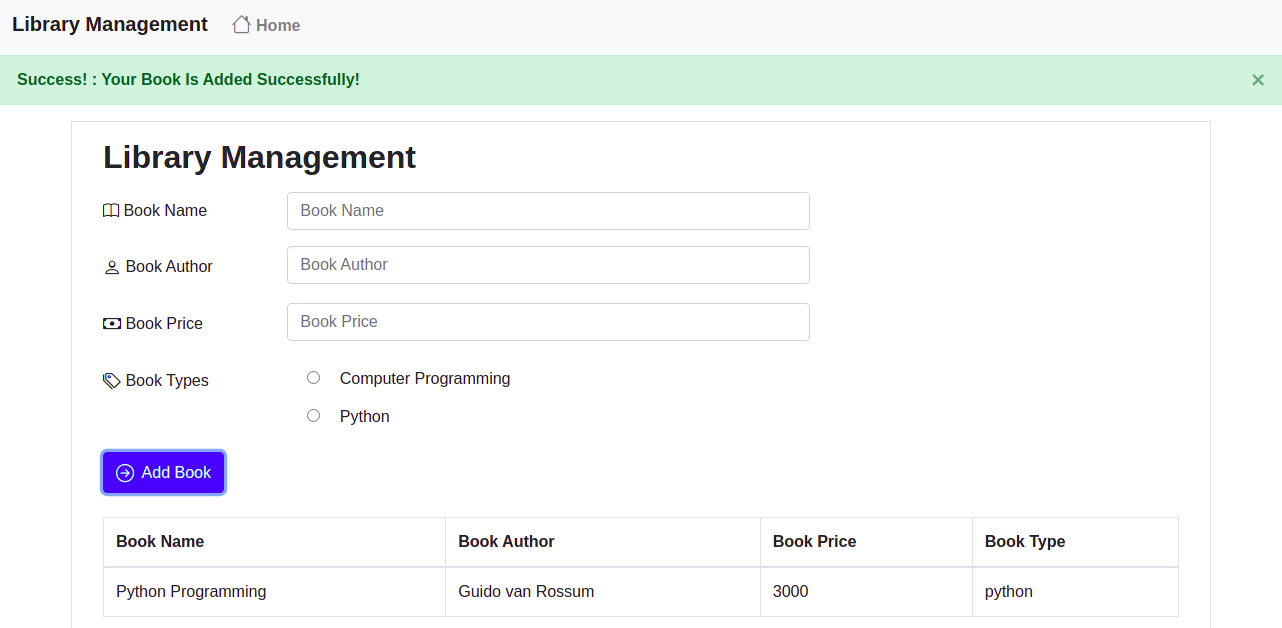 Library Management Home
Success! : Your Book Is Added Successfully!
Library Management
Book Name Book Name
Book Author Book Author
Book Price Book Price
Book Types Computer Programming
Python
Add Book
Book Name Book Author Book Price Book Type
Python Programming Guido van Rossum 3000 python